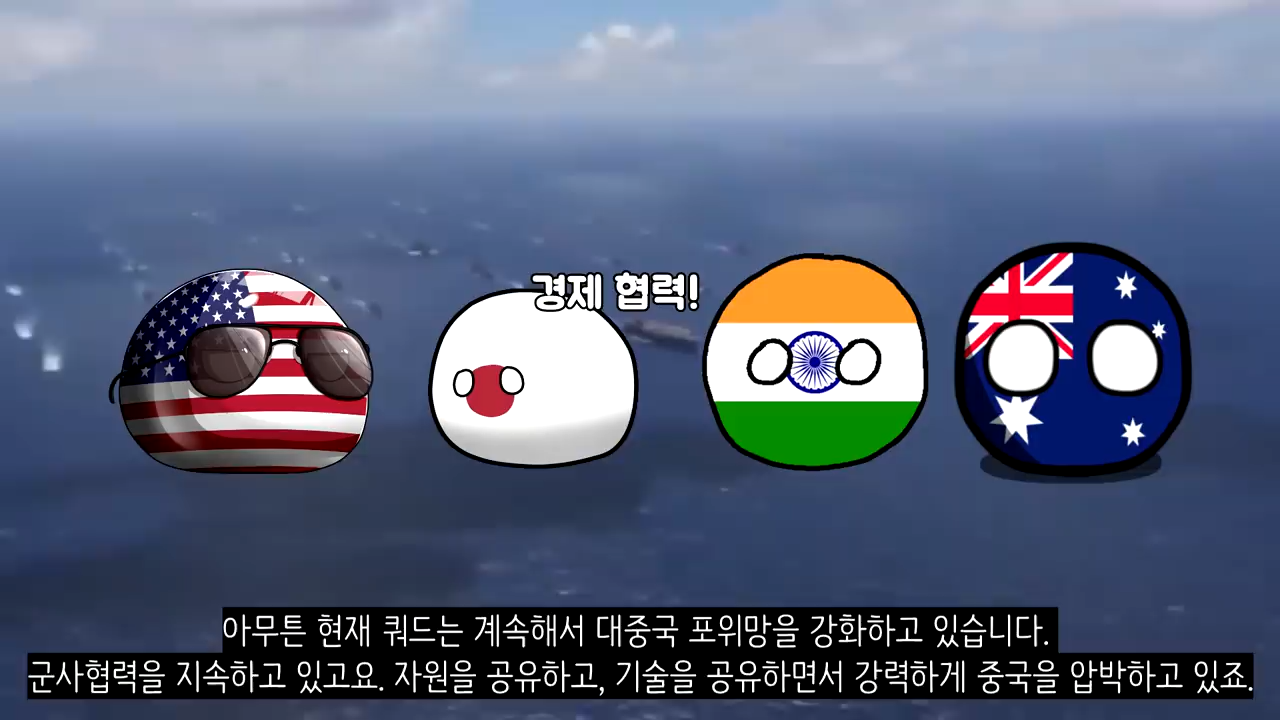 경제 협력!
아무튼 현재 쿼드는 계속해서 대중국 포위망을 강화하고 있습니다.
군사협력을 지속하고 있고요. 자원을 공유하고, 기술을 공유하면서 강력하게 중국을 압박하고 있죠.